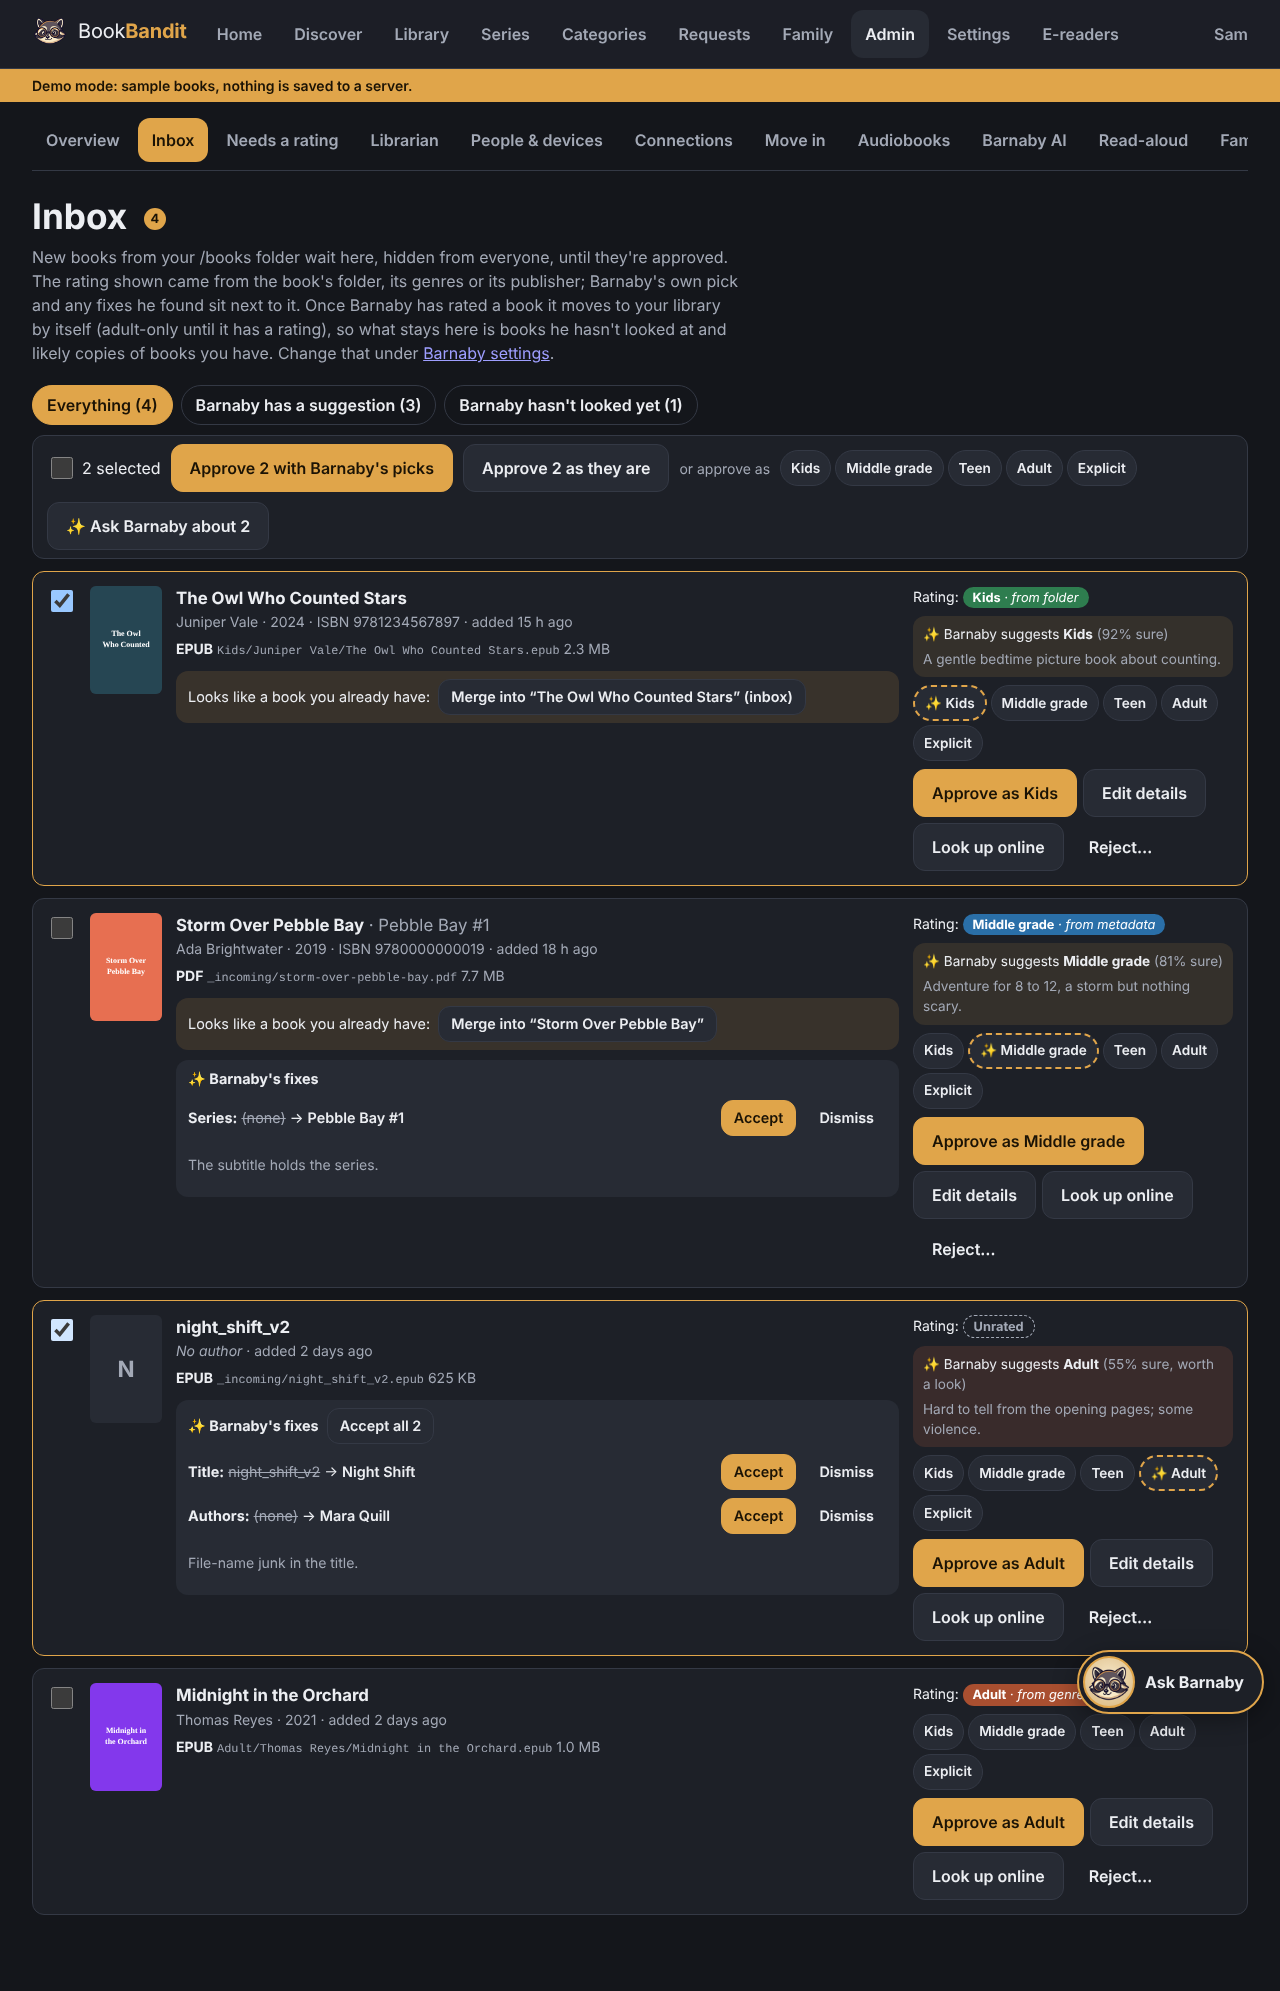 BookBandit
Home Discover Library Series Categories Requests Family Admin Settings E-readers Sam
Demo mode: sample books, nothing is saved to a server.
Overview Inbox Needs a rating Librarian People & devices Connections Move in Audiobooks Barnaby AI Read-aloud
Inbox 4
New books from your /books folder wait here, hidden from everyone, until they're approved.
The rating shown came from the book's folder, its genres or its publisher; Barnaby's own pick
and any fixes he found sit next to it. Once Barnaby has rated a book it moves to your library
by itself (adult-only until it has a rating), so what stays here is books he hasn't looked at and
likely copies of books you have. Change that under Barnaby settings.
Everything (4) Barnaby has a suggestion (3) Barnaby hasn't looked yet (1)
2 selected Approve 2 with Barnaby's picks Approve 2 as they are or approve as Kids Middle grade Teen Adult Explicit
✨ Ask Barnaby about 2
The Owl
Who Counted
The Owl Who Counted Stars
Juniper Vale · 2024 · ISBN 9781234567897 · added 15 h ago
EPUB Kids/Juniper Vale/The Owl Who Counted Stars.epub 2.3 MB
Looks like a book you already have: Merge into “The Owl Who Counted Stars” (inbox)
Rating: Kids · from folder
✨ Barnaby suggests Kids (92% sure)
A gentle bedtime picture book about counting.
✨ Kids Middle grade Teen Adult
Explicit
Approve as Kids Edit details
Look up online Reject...
Storm Over
Pebble Bay
Storm Over Pebble Bay · Pebble Bay #1
Ada Brightwater · 2019 · ISBN 9780000000019 · added 18 h ago
PDF _incoming/storm-over-pebble-bay.pdf 7.7 MB
Looks like a book you already have: Merge into “Storm Over Pebble Bay”
✨ Barnaby's fixes
Series: (none) → Pebble Bay #1 Accept Dismiss
The subtitle holds the series.
Rating: Middle grade · from metadata
✨ Barnaby suggests Middle grade (81% sure)
Adventure for 8 to 12, a storm but nothing
scary.
Kids ✨ Middle grade Teen Adult
Explicit
Approve as Middle grade
Edit details Look up online
Reject...
N
night_shift_v2
No author · added 2 days ago
EPUB _incoming/night_shift_v2.epub 625 KB
✨ Barnaby's fixes Accept all 2
Title: night_shift_v2 → Night Shift Accept Dismiss
Authors: (none) → Mara Quill Accept Dismiss
File-name junk in the title.
Rating: Unrated
✨ Barnaby suggests Adult (55% sure, worth
a look)
Hard to tell from the opening pages; some
violence.
Kids Middle grade Teen ✨ Adult
Explicit
Approve as Adult Edit details
Look up online Reject...
Midnight in
the Orchard
Midnight in the Orchard
Thomas Reyes · 2021 · added 2 days ago
EPUB Adult/Thomas Reyes/Midnight in the Orchard.epub 1.0 MB
Rating: Adult · from genre
Ask Barnaby
Kids Middle grade Teen Adult
Explicit
Approve as Adult Edit details
Look up online Reject...